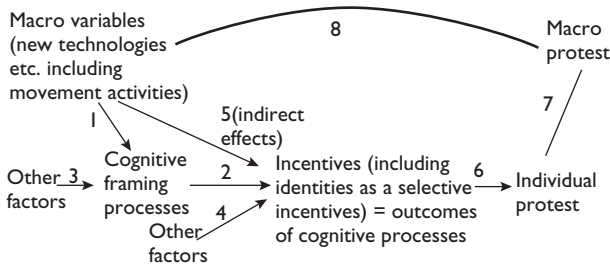 Macro variables
(new technologies
etc. including
movement activities)
8
Macro
protest
1
5(indirect
effects)
7
Other
factors
3
Cognitive
framing
processes
2
Incentives (including
identities as a selective
incentives) = outcomes
of cognitive processes
6
Individual
protest
Other
factors
4